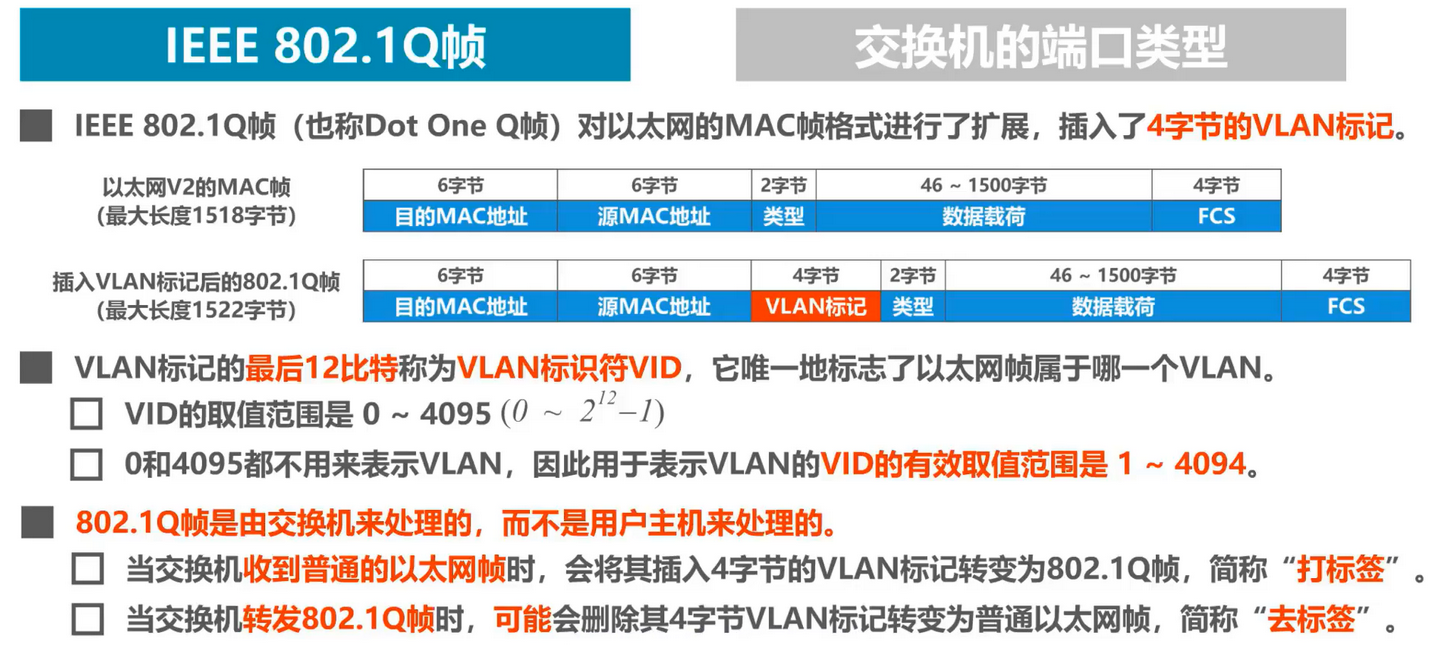 IEEE 802.1Q帧
交换机的端口类型
IEEE 802.1Q帧（也称Dot One Q帧）对以太网的MAC帧格式进行了扩展，插入了4字节的VLAN标记。
以太网V2的MAC帧
(最大长度1518字节)
6字节 6字节 2字节 46 ~ 1500字节 4字节
目的MAC地址 源MAC地址 类型 数据载荷 FCS
插入VLAN标记后的802.1Q帧
(最大长度1522字节)
6字节 6字节 4字节 2字节 46 ~ 1500字节 4字节
目的MAC地址 源MAC地址 VLAN标记 类型 数据载荷 FCS
VLAN标记的最后12比特称为VLAN标识符VID，它唯一地标志了以太网帧属于哪一个VLAN。
VID的取值范围是 0 ~ 4095 (0 ~ 2^12–1)
0和4095都不用来表示VLAN，因此用于表示VLAN的VID的有效取值范围是 1 ~ 4094。
802.1Q帧是由交换机来处理的，而不是用户主机来处理的。
当交换机收到普通的以太网帧时，会将其插入4字节的VLAN标记转变为802.1Q帧，简称“打标签”。
当交换机转发802.1Q帧时，可能会删除其4字节VLAN标记转变为普通以太网帧，简称“去标签”。